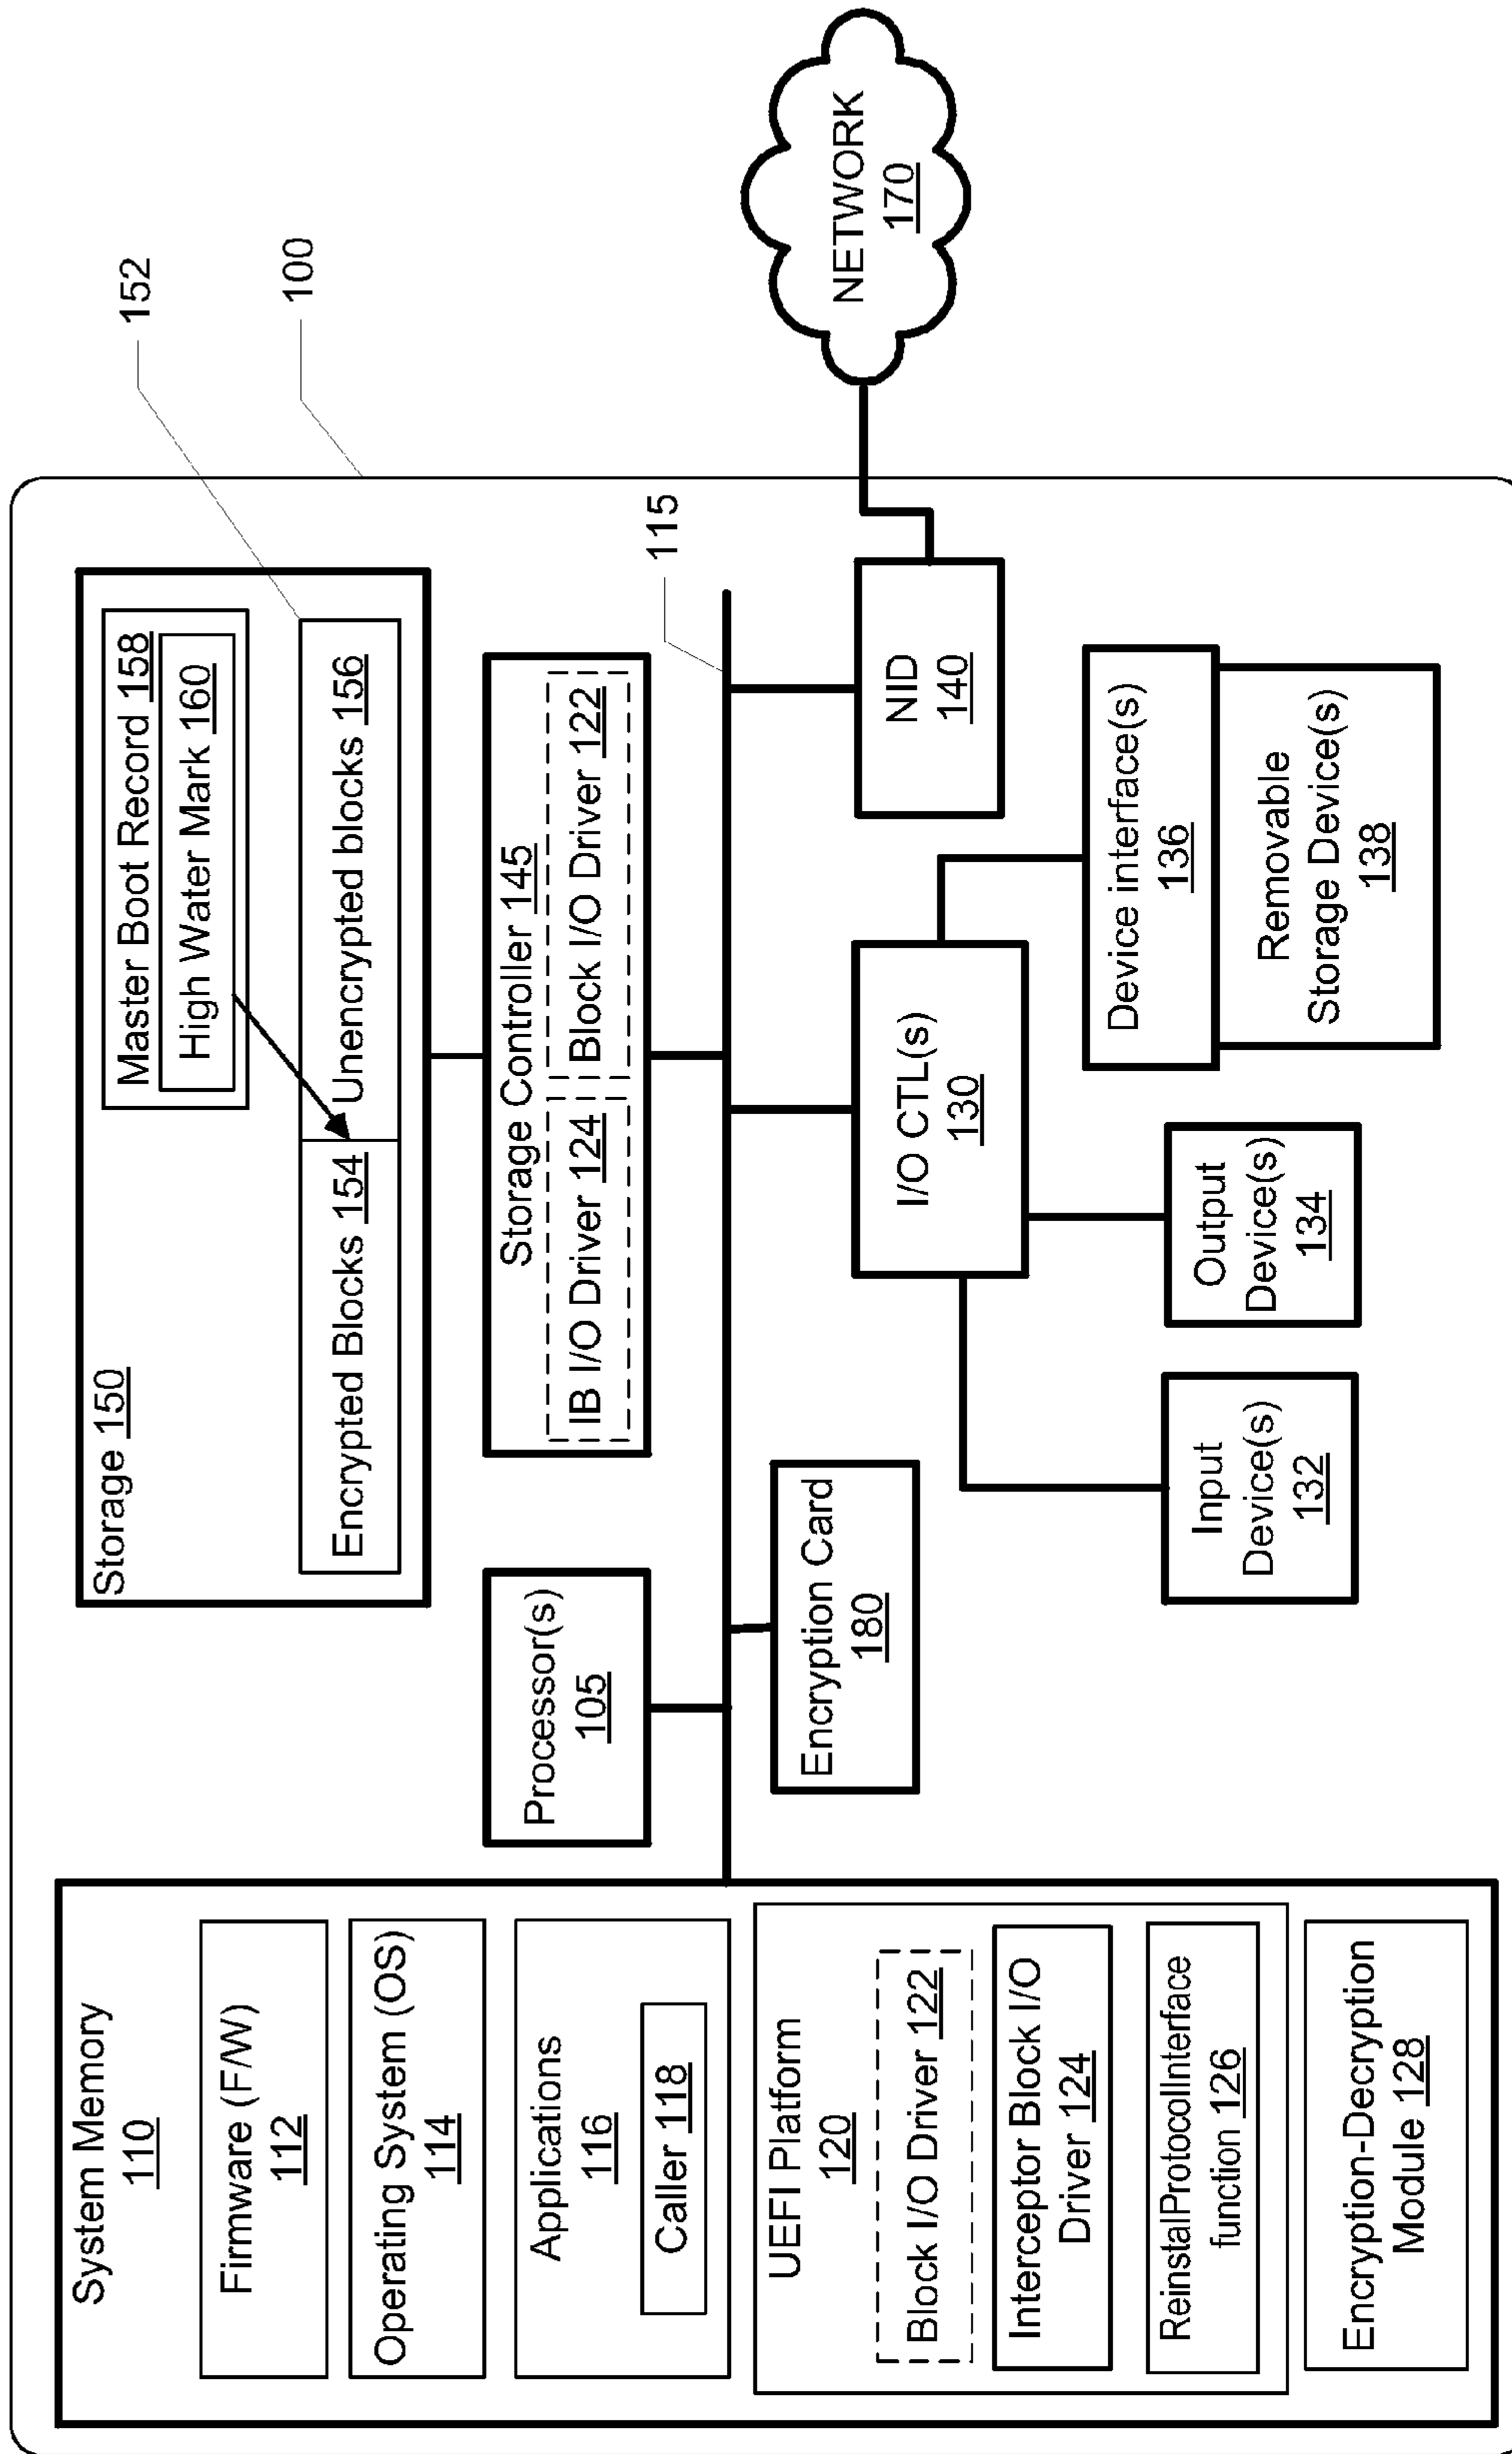 System Memory
110
Firmware (F/W)
112
Operating System (OS)
114
Applications
116
Caller 118
UEFI Platform
120
Block I/O Driver 122
Interceptor Block I/O
Driver 124
ReinstalProtocolInterface
function 126
Encryption-Decryption
Module 128
Processor(s)
105
Encryption Card
180
Storage 150
Master Boot Record 158
High Water Mark 160
Encrypted Blocks 154
Unencrypted blocks 156
152
100
Storage Controller 145
IB I/O Driver 124
Block I/O Driver 122
115
I/O CTL(s)
130
NID
140
Input
Device(s)
132
Output
Device(s)
134
Device interface(s)
136
Removable
Storage Device(s)
138
NETWORK
170